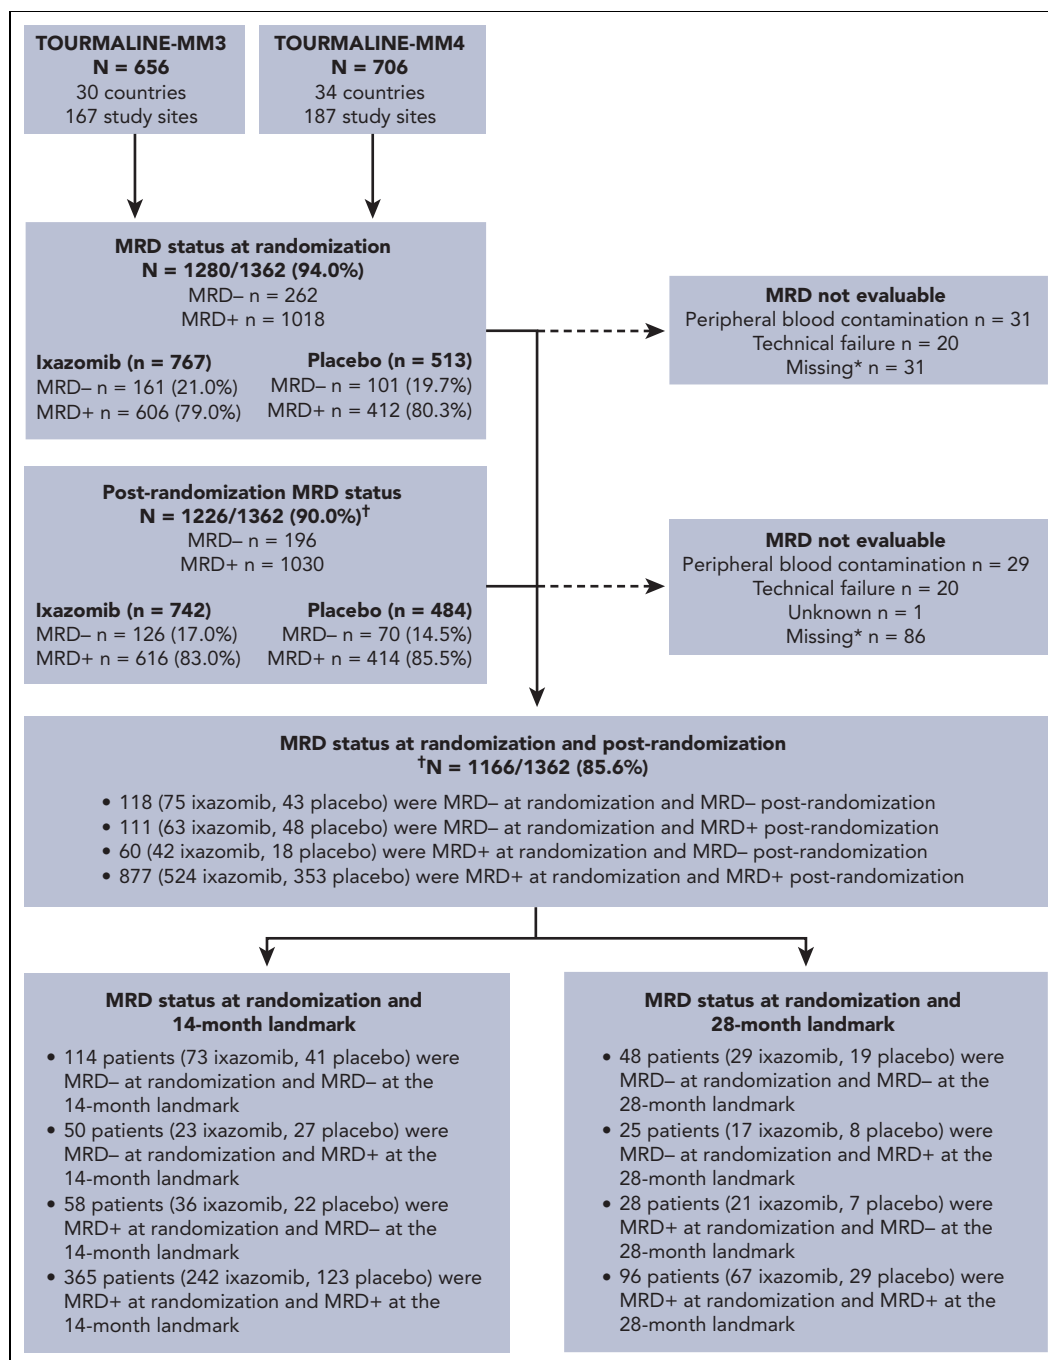 TOURMALINE-MM3
N = 656
30 countries
167 study sites
TOURMALINE-MM4
N = 706
34 countries
187 study sites
MRD status at randomization
N = 1280/1362 (94.0%)
MRD– n = 262
MRD+ n = 1018
Ixazomib (n = 767)
MRD– n = 161 (21.0%)
MRD+ n = 606 (79.0%)
Placebo (n = 513)
MRD– n = 101 (19.7%)
MRD+ n = 412 (80.3%)
MRD not evaluable
Peripheral blood contamination n = 31
Technical failure n = 20
Missing* n = 31
Post-randomization MRD status
N = 1226/1362 (90.0%)†
MRD– n = 196
MRD+ n = 1030
Ixazomib (n = 742)
MRD– n = 126 (17.0%)
MRD+ n = 616 (83.0%)
Placebo (n = 484)
MRD– n = 70 (14.5%)
MRD+ n = 414 (85.5%)
MRD not evaluable
Peripheral blood contamination n = 29
Technical failure n = 20
Unknown n = 1
Missing* n = 86
MRD status at randomization and post-randomization
†N = 1166/1362 (85.6%)
• 118 (75 ixazomib, 43 placebo) were MRD– at randomization and MRD– post-randomization
• 111 (63 ixazomib, 48 placebo) were MRD– at randomization and MRD+ post-randomization
• 60 (42 ixazomib, 18 placebo) were MRD+ at randomization and MRD– post-randomization
• 877 (524 ixazomib, 353 placebo) were MRD+ at randomization and MRD+ post-randomization
MRD status at randomization and
14-month landmark
• 114 patients (73 ixazomib, 41 placebo) were
MRD– at randomization and MRD– at the
14-month landmark
• 50 patients (23 ixazomib, 27 placebo) were
MRD– at randomization and MRD+ at the
14-month landmark
• 58 patients (36 ixazomib, 22 placebo) were
MRD+ at randomization and MRD– at the
14-month landmark
• 365 patients (242 ixazomib, 123 placebo) were
MRD+ at randomization and MRD+ at the
14-month landmark
MRD status at randomization and
28-month landmark
• 48 patients (29 ixazomib, 19 placebo) were
MRD– at randomization and MRD– at the
28-month landmark
• 25 patients (17 ixazomib, 8 placebo) were
MRD– at randomization and MRD+ at the
28-month landmark
• 28 patients (21 ixazomib, 7 placebo) were
MRD+ at randomization and MRD– at the
28-month landmark
• 96 patients (67 ixazomib, 29 placebo) were
MRD+ at randomization and MRD+ at the
28-month landmark